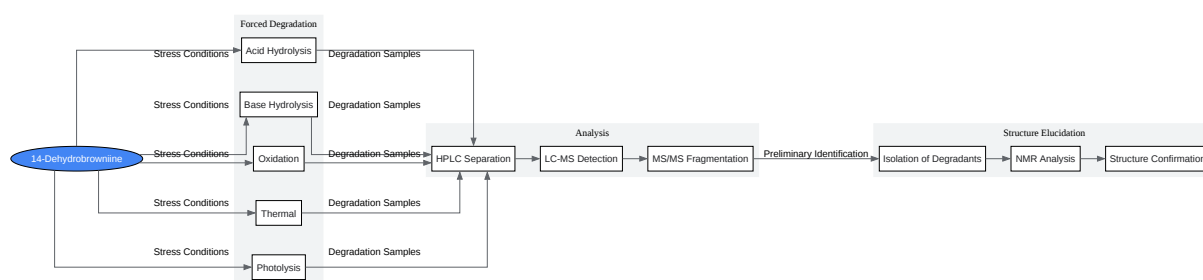 Forced Degradation
Stress Conditions
Acid Hydrolysis
Degradation Samples
Stress Conditions
Base Hydrolysis
Degradation Samples
Analysis
Structure Elucidation
14-Dehydrobrowniine
Stress Conditions
Oxidation
Degradation Samples
HPLC Separation
LC-MS Detection
MS/MS Fragmentation
Preliminary Identification
Isolation of Degradants
NMR Analysis
Structure Confirmation
Stress Conditions
Thermal
Degradation Samples
Stress Conditions
Photolysis
Degradation Samples